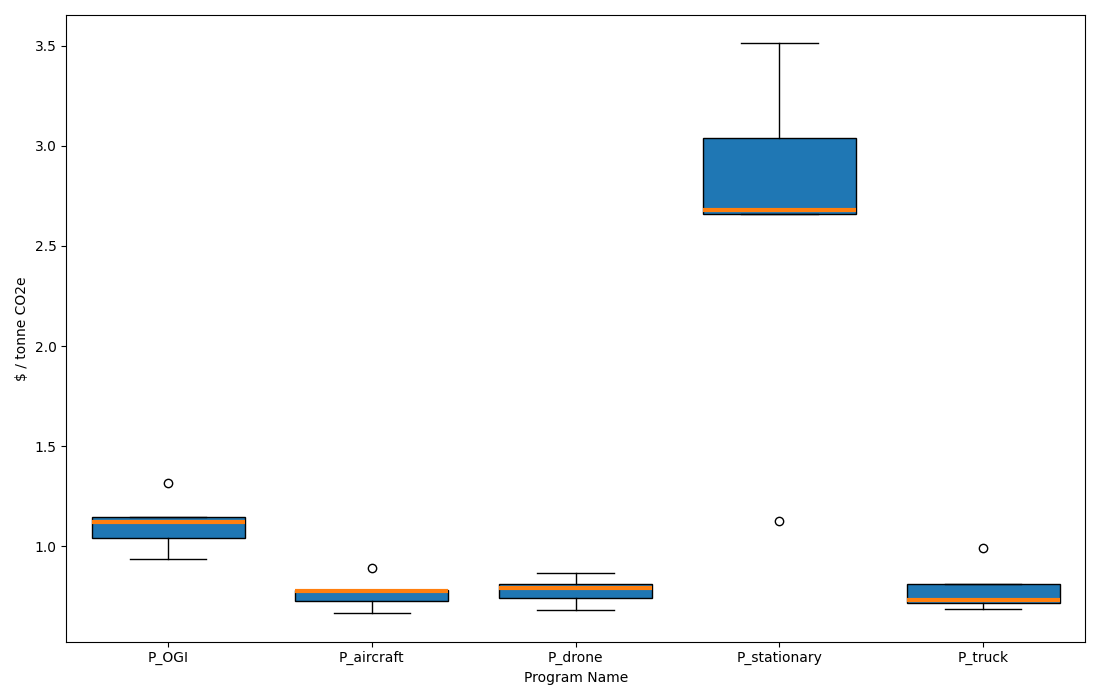 $ / tonne CO2e
3.5
3.0
2.5
2.0
1.5
1.0
P_OGI
P_aircraft
P_drone
P_stationary
P_truck
Program Name